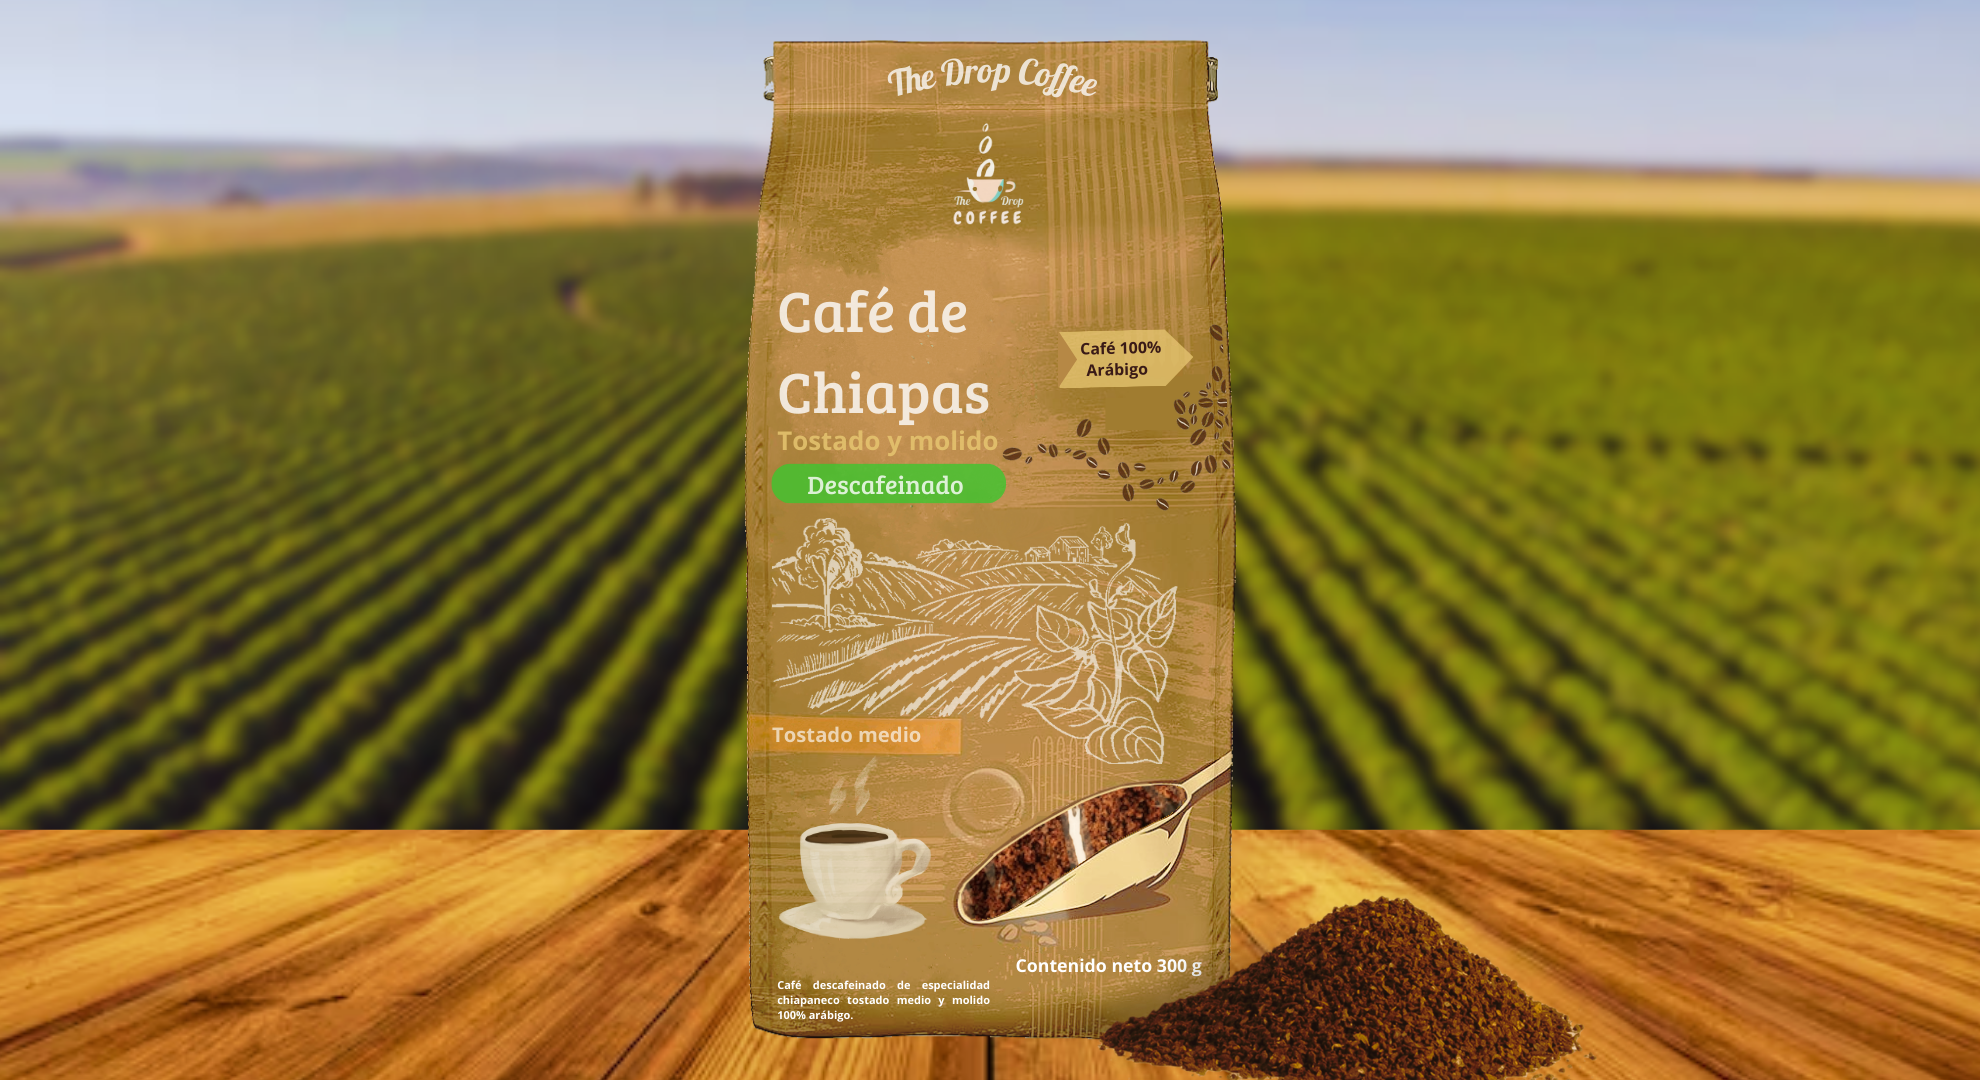 The Drop Coffee
The Drop
COFFEE
Café de
Chiapas
Café 100%
Arábigo
Tostado y molido
Descafeinado
Tostado medio
Contenido neto 300 g
Café descafeinado de especialidad
chiapaneco tostado medio y molido
100% arábigo.